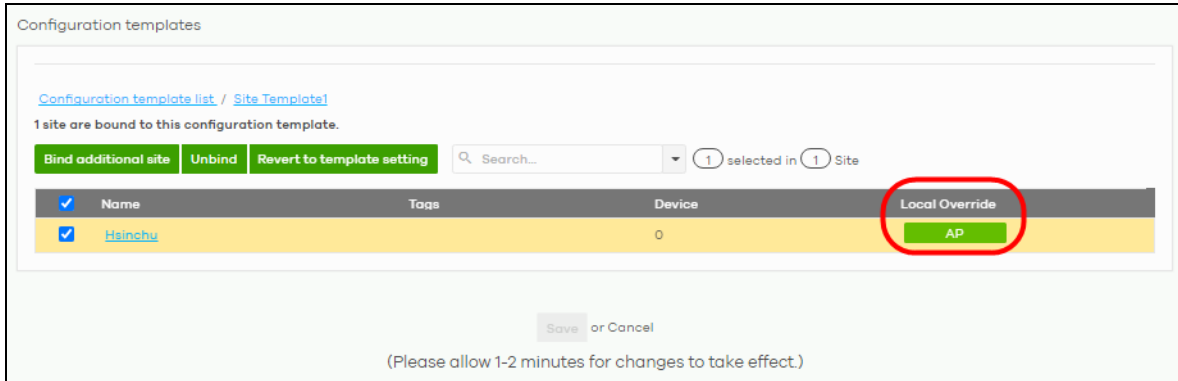 Configuration templates
Configuration template list / Site Template1
1 site are bound to this configuration template.
Bind additional site Unbind Revert to template setting Search... 1 selected in 1 Site
Name Tags Device Local Override
Hsinchu 0 AP
Save or Cancel
(Please allow 1-2 minutes for changes to take effect.)